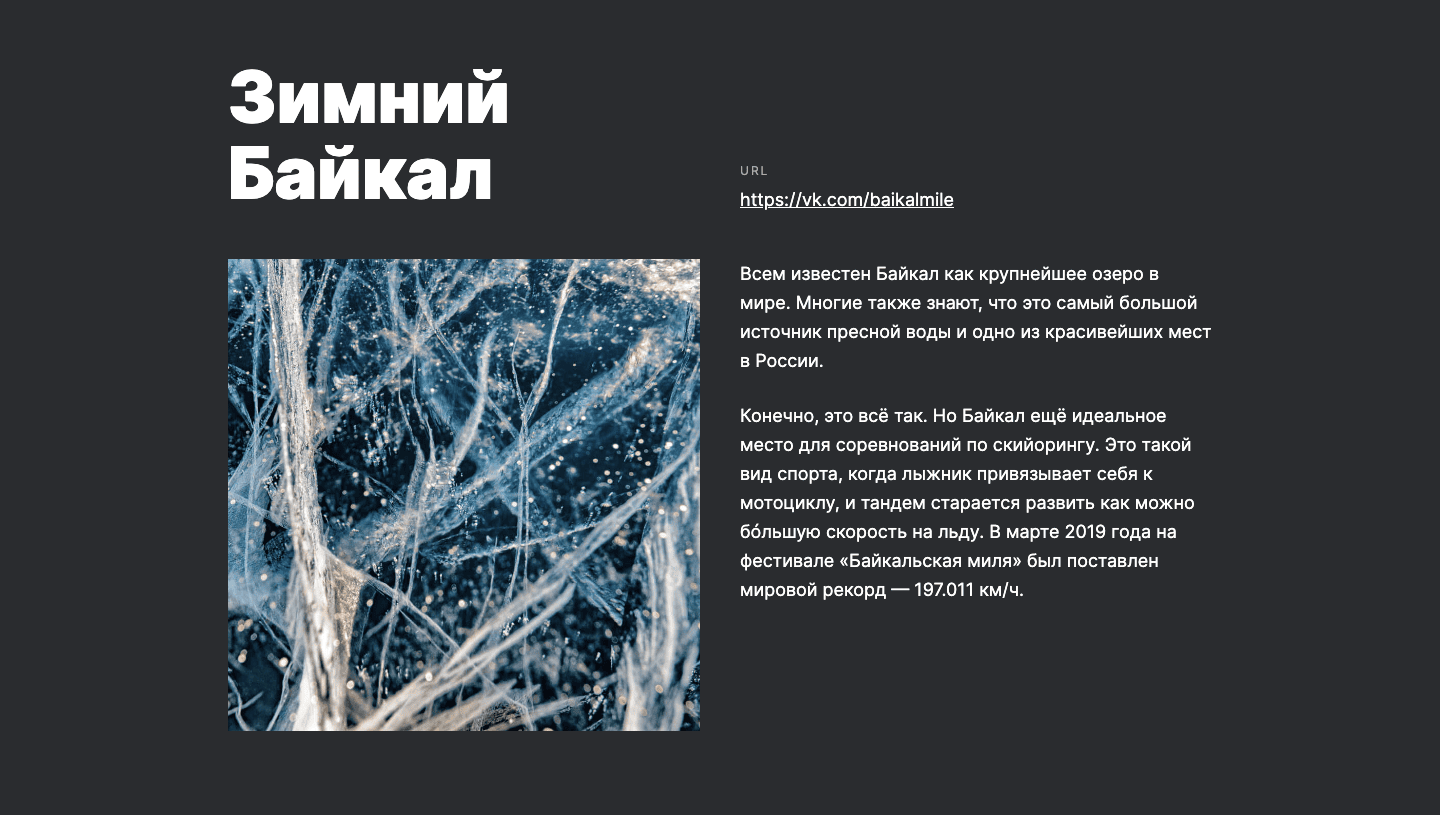 Зимний
Байкал
URL
https://vk.com/baikalmile
Всем известен Байкал как крупнейшее озеро в
мире. Многие также знают, что это самый большой
источник пресной воды и одно из красивейших мест
в России.
Конечно, это всё так. Но Байкал ещё идеальное
место для соревнований по скийорингу. Это такой
вид спорта, когда лыжник привязывает себя к
мотоциклу, и тандем старается развить как можно
бóльшую скорость на льду. В марте 2019 года на
фестивале «Байкальская миля» был поставлен
мировой рекорд — 197.011 км/ч.